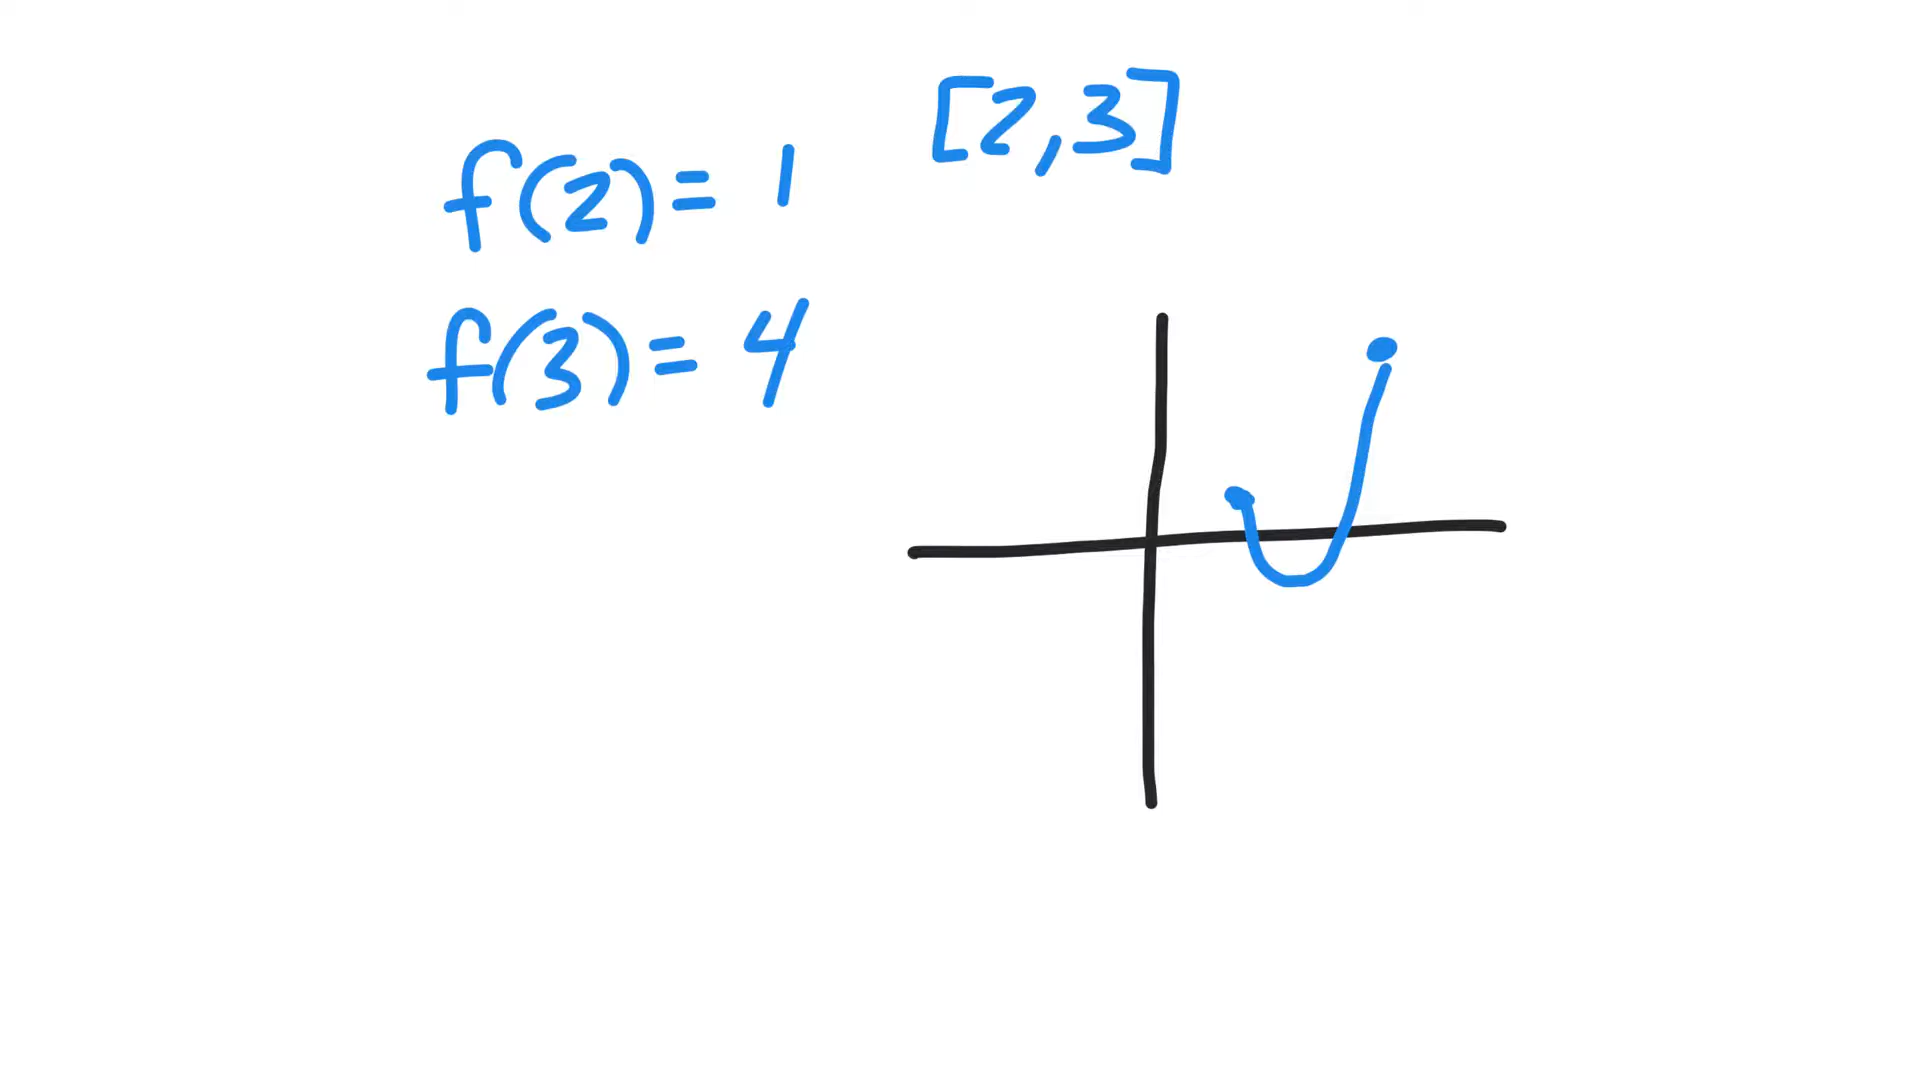 [2,3]
f(2)= 1
f(3)= 4